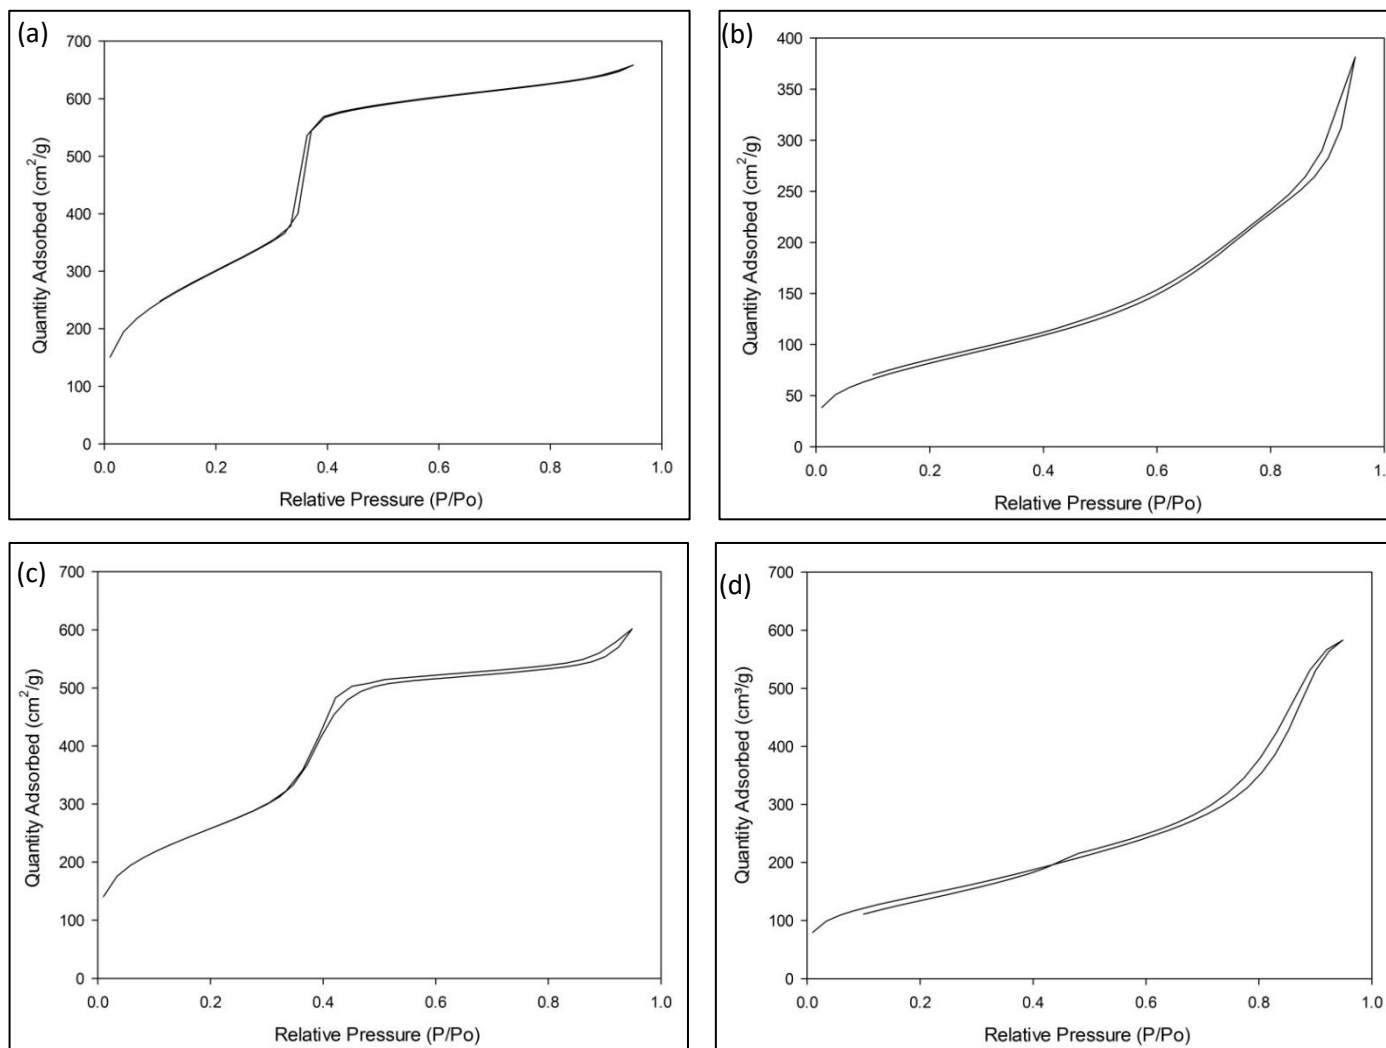 (a)
700
600
500
400
300
200
100
0
Quantity Adsorbed (cm²/g)
0.0 0.2 0.4 0.6 0.8 1.0
Relative Pressure (P/Po)
(b)
400
350
300
250
200
150
100
50
0
Quantity Adsorbed (cm²/g)
0.0 0.2 0.4 0.6 0.8 1.
Relative Pressure (P/Po)
(c)
700
600
500
400
300
200
100
0
Quantity Adsorbed (cm²/g)
0.0 0.2 0.4 0.6 0.8 1.0
Relative Pressure (P/Po)
(d)
700
600
500
400
300
200
100
0
Quantity Adsorbed (cm³/g)
0.0 0.2 0.4 0.6 0.8 1.0
Relative Pressure (P/Po)